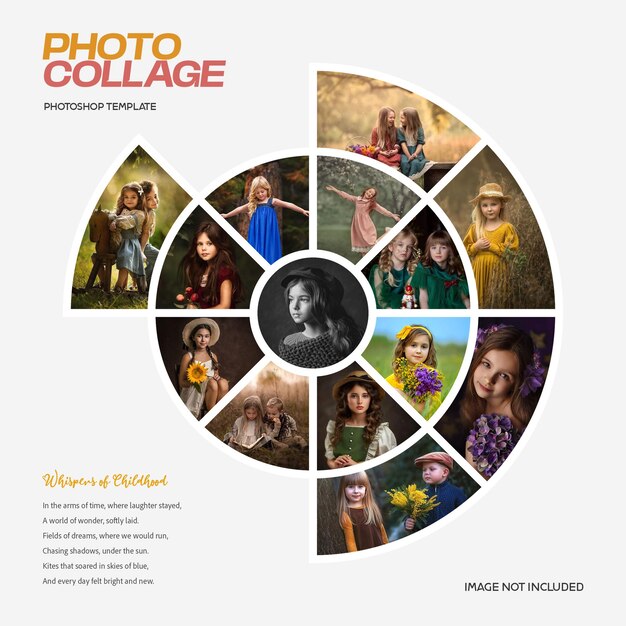 PHOTO
COLLAGE
PHOTOSHOP TEMPLATE
Whispens of Childhood
In the arms of time, where laughter stayed,
A world of wonder, softly laid.
Fields of dreams, where we would run,
Chasing shadows, under the sun.
Kites that soared in skies of blue,
And every day felt bright and new.
IMAGE NOT INCLUDED